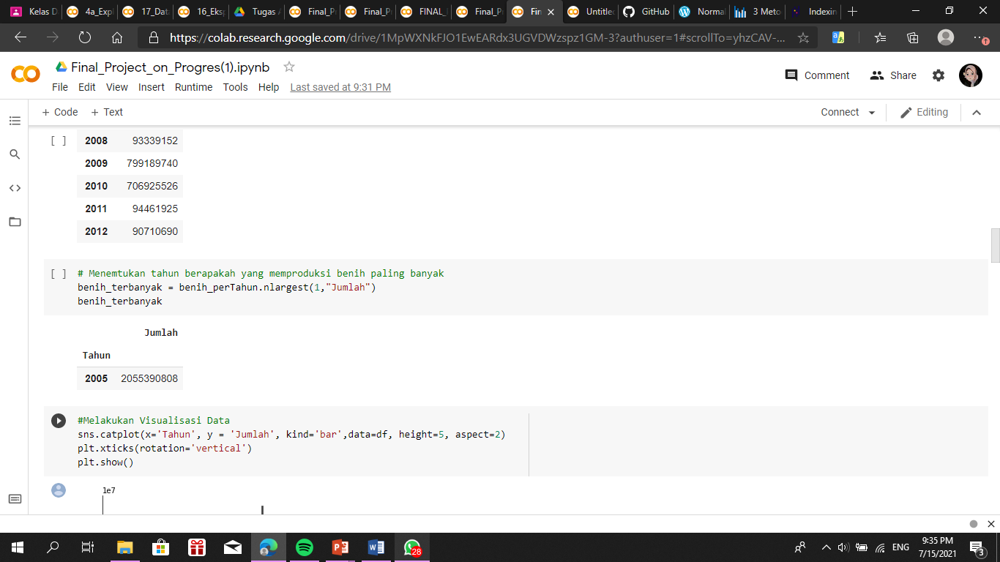 Kelas D
4a_Exp
17_Dat
16_Eks
Tugas
Final_P
Final_P
FINAL_
Final_P
Fin
Untitle
GitHub
Normal
3 Meto
Indexin
https://colab.research.google.com/drive/1MpWXNkFJO1EwEARdx3UGVDWzspz1GM-3?authuser=1#scrollTo=yhzCAV-...
Final_Project_on_Progres(1).ipynb
Comment
Share
File Edit View Insert Runtime Tools Help Last saved at 9:31 PM
+ Code + Text
Connect
Editing
[ ]
2008 93339152
2009 799189740
2010 706925526
2011 94461925
2012 90710690
[ ]
# Menemtukan tahun berapakah yang memproduksi benih paling banyak
benih_terbanyak = benih_perTahun.nlargest(1,"Jumlah")
benih_terbanyak
Jumlah
Tahun
2005 2055390808
#Melakukan Visualisasi Data
sns.catplot(x='Tahun', y = 'Jumlah', kind='bar',data=df, height=5, aspect=2)
plt.xticks(rotation='vertical')
plt.show()
1e7
28
ENG
9:35 PM
7/15/2021
3